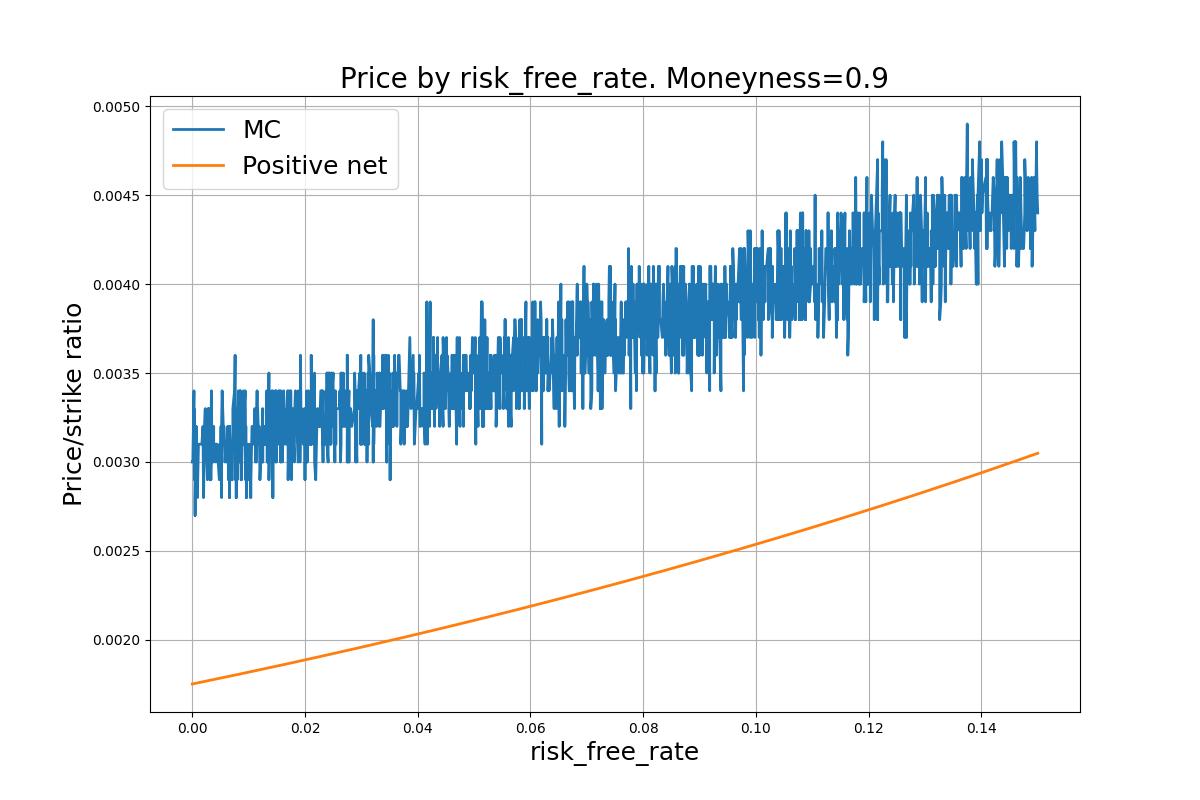 Price by risk_free_rate. Moneyness=0.9
MC
Positive net
Price/strike ratio
0.0050
0.0045
0.0040
0.0035
0.0030
0.0025
0.0020
0.00 0.02 0.04 0.06 0.08 0.10 0.12 0.14
risk_free_rate